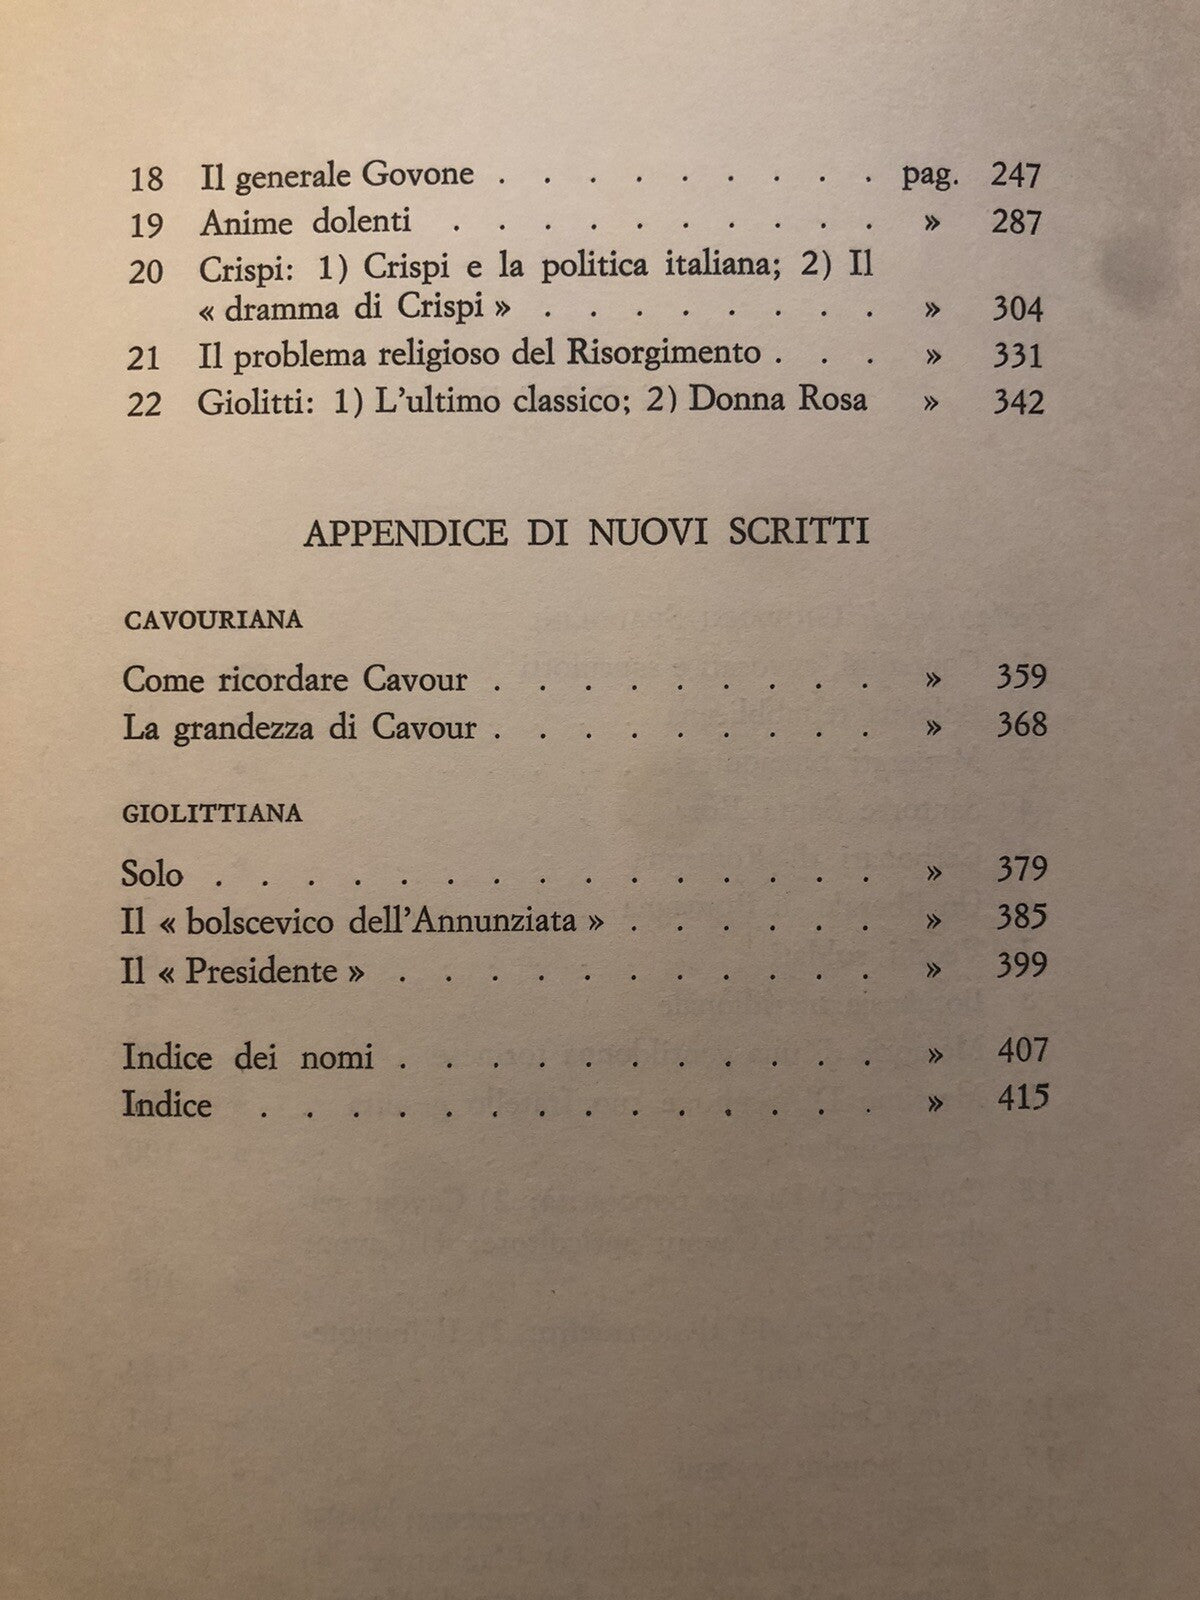 18 Il generale Govone . . . . . . . . . pag. 247
19 Anime dolenti . . . . . . . . . . » 287
20 Crispi: 1) Crispi e la politica italiana; 2) Il
« dramma di Crispi » . . . . . . . . » 304
21 Il problema religioso del Risorgimento . . . » 331
22 Giolitti: 1) L'ultimo classico; 2) Donna Rosa » 342
APPENDICE DI NUOVI SCRITTI
CAVOURIANA
Come ricordare Cavour . . . . . . . . . » 359
La grandezza di Cavour . . . . . . . . . » 368
GIOLITTIANA
Solo . . . . . . . . . . . . . . . » 379
Il « bolscevico dell'Annunziata » . . . . . . » 385
Il « Presidente » . . . . . . . . . . . » 399
Indice dei nomi . . . . . . . . . . . » 407
Indice . . . . . . . . . . . . . . » 415